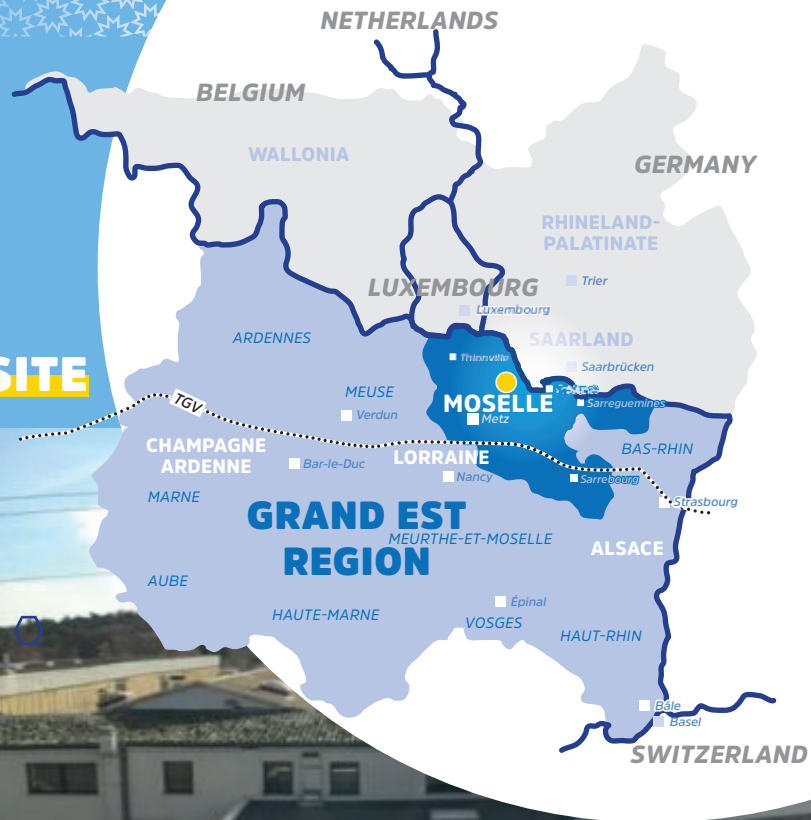 NETHERLANDS
BELGIUM
WALLONIA
GERMANY
RHINELAND-
PALATINATE
Trier
LUXEMBOURG
Luxembourg
SAARLAND
ARDENNES
Thionville
Saarbrücken
SITE
MEUSE
MOSELLE
Sarreguemines
TGV
Verdun
Metz
CHAMPAGNE
ARDENNE
LORRAINE
BAS-RHIN
Bar-le-Duc
Nancy
Sarrebourg
MARNE
Strasbourg
GRAND EST
REGION
MEURTHE-ET-MOSELLE
ALSACE
AUBE
Épinal
HAUTE-MARNE
VOSGES
HAUT-RHIN
Bâle
Basel
SWITZERLAND